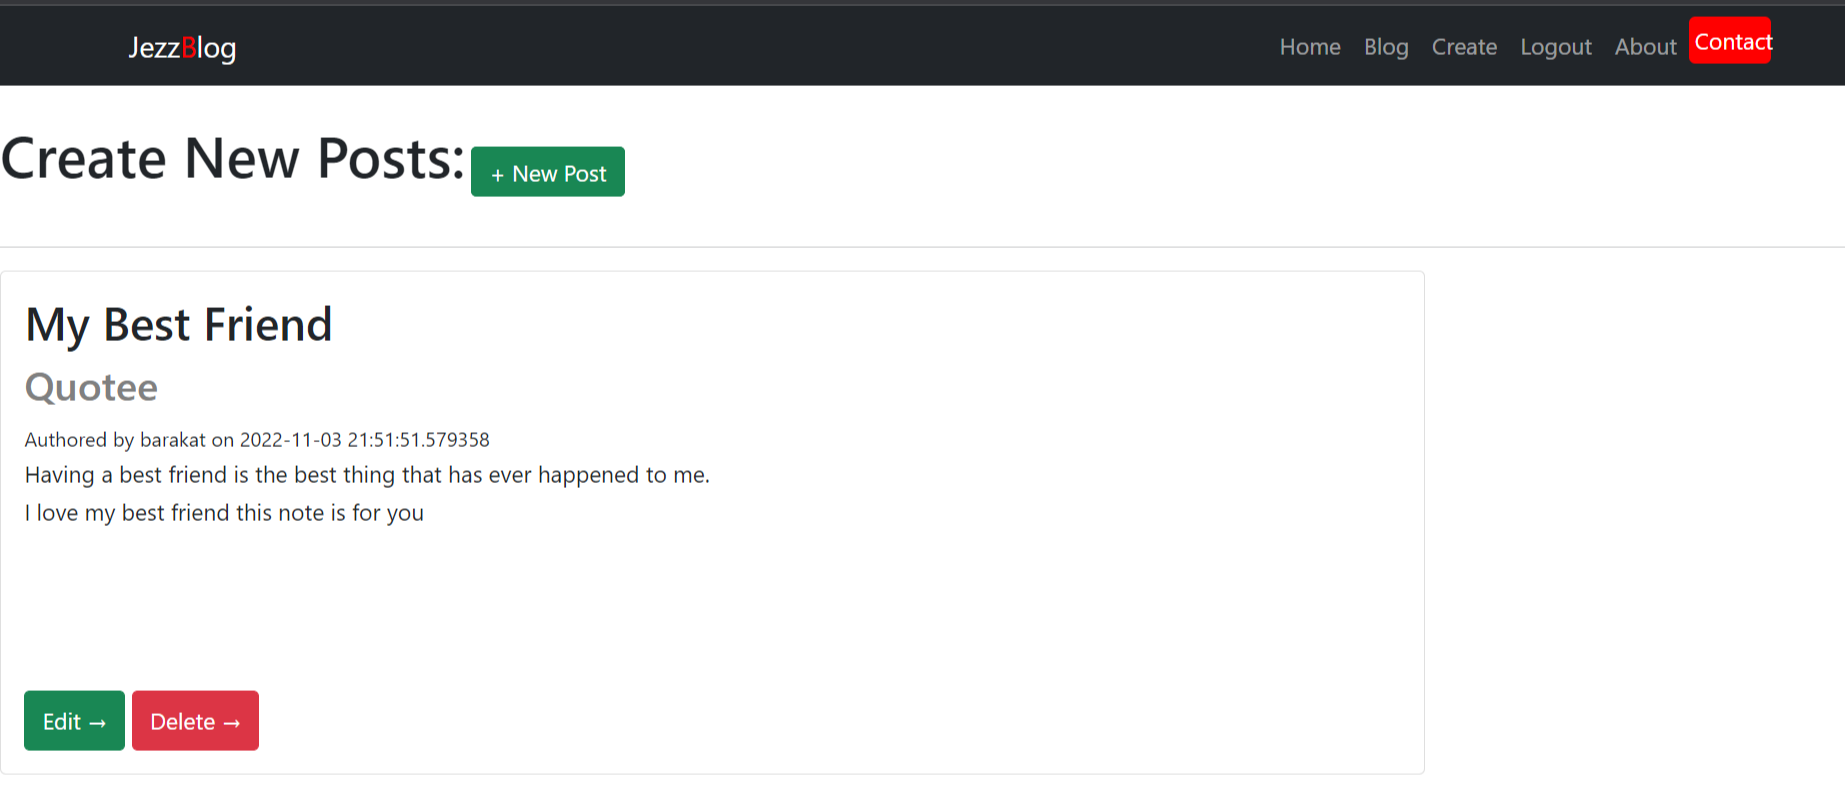 JezzBlog Home Blog Create Logout About Contact
Create New Posts: + New Post
My Best Friend
Quotee
Authored by barakat on 2022-11-03 21:51:51.579358
Having a best friend is the best thing that has ever happened to me.
I love my best friend this note is for you
Edit → Delete →